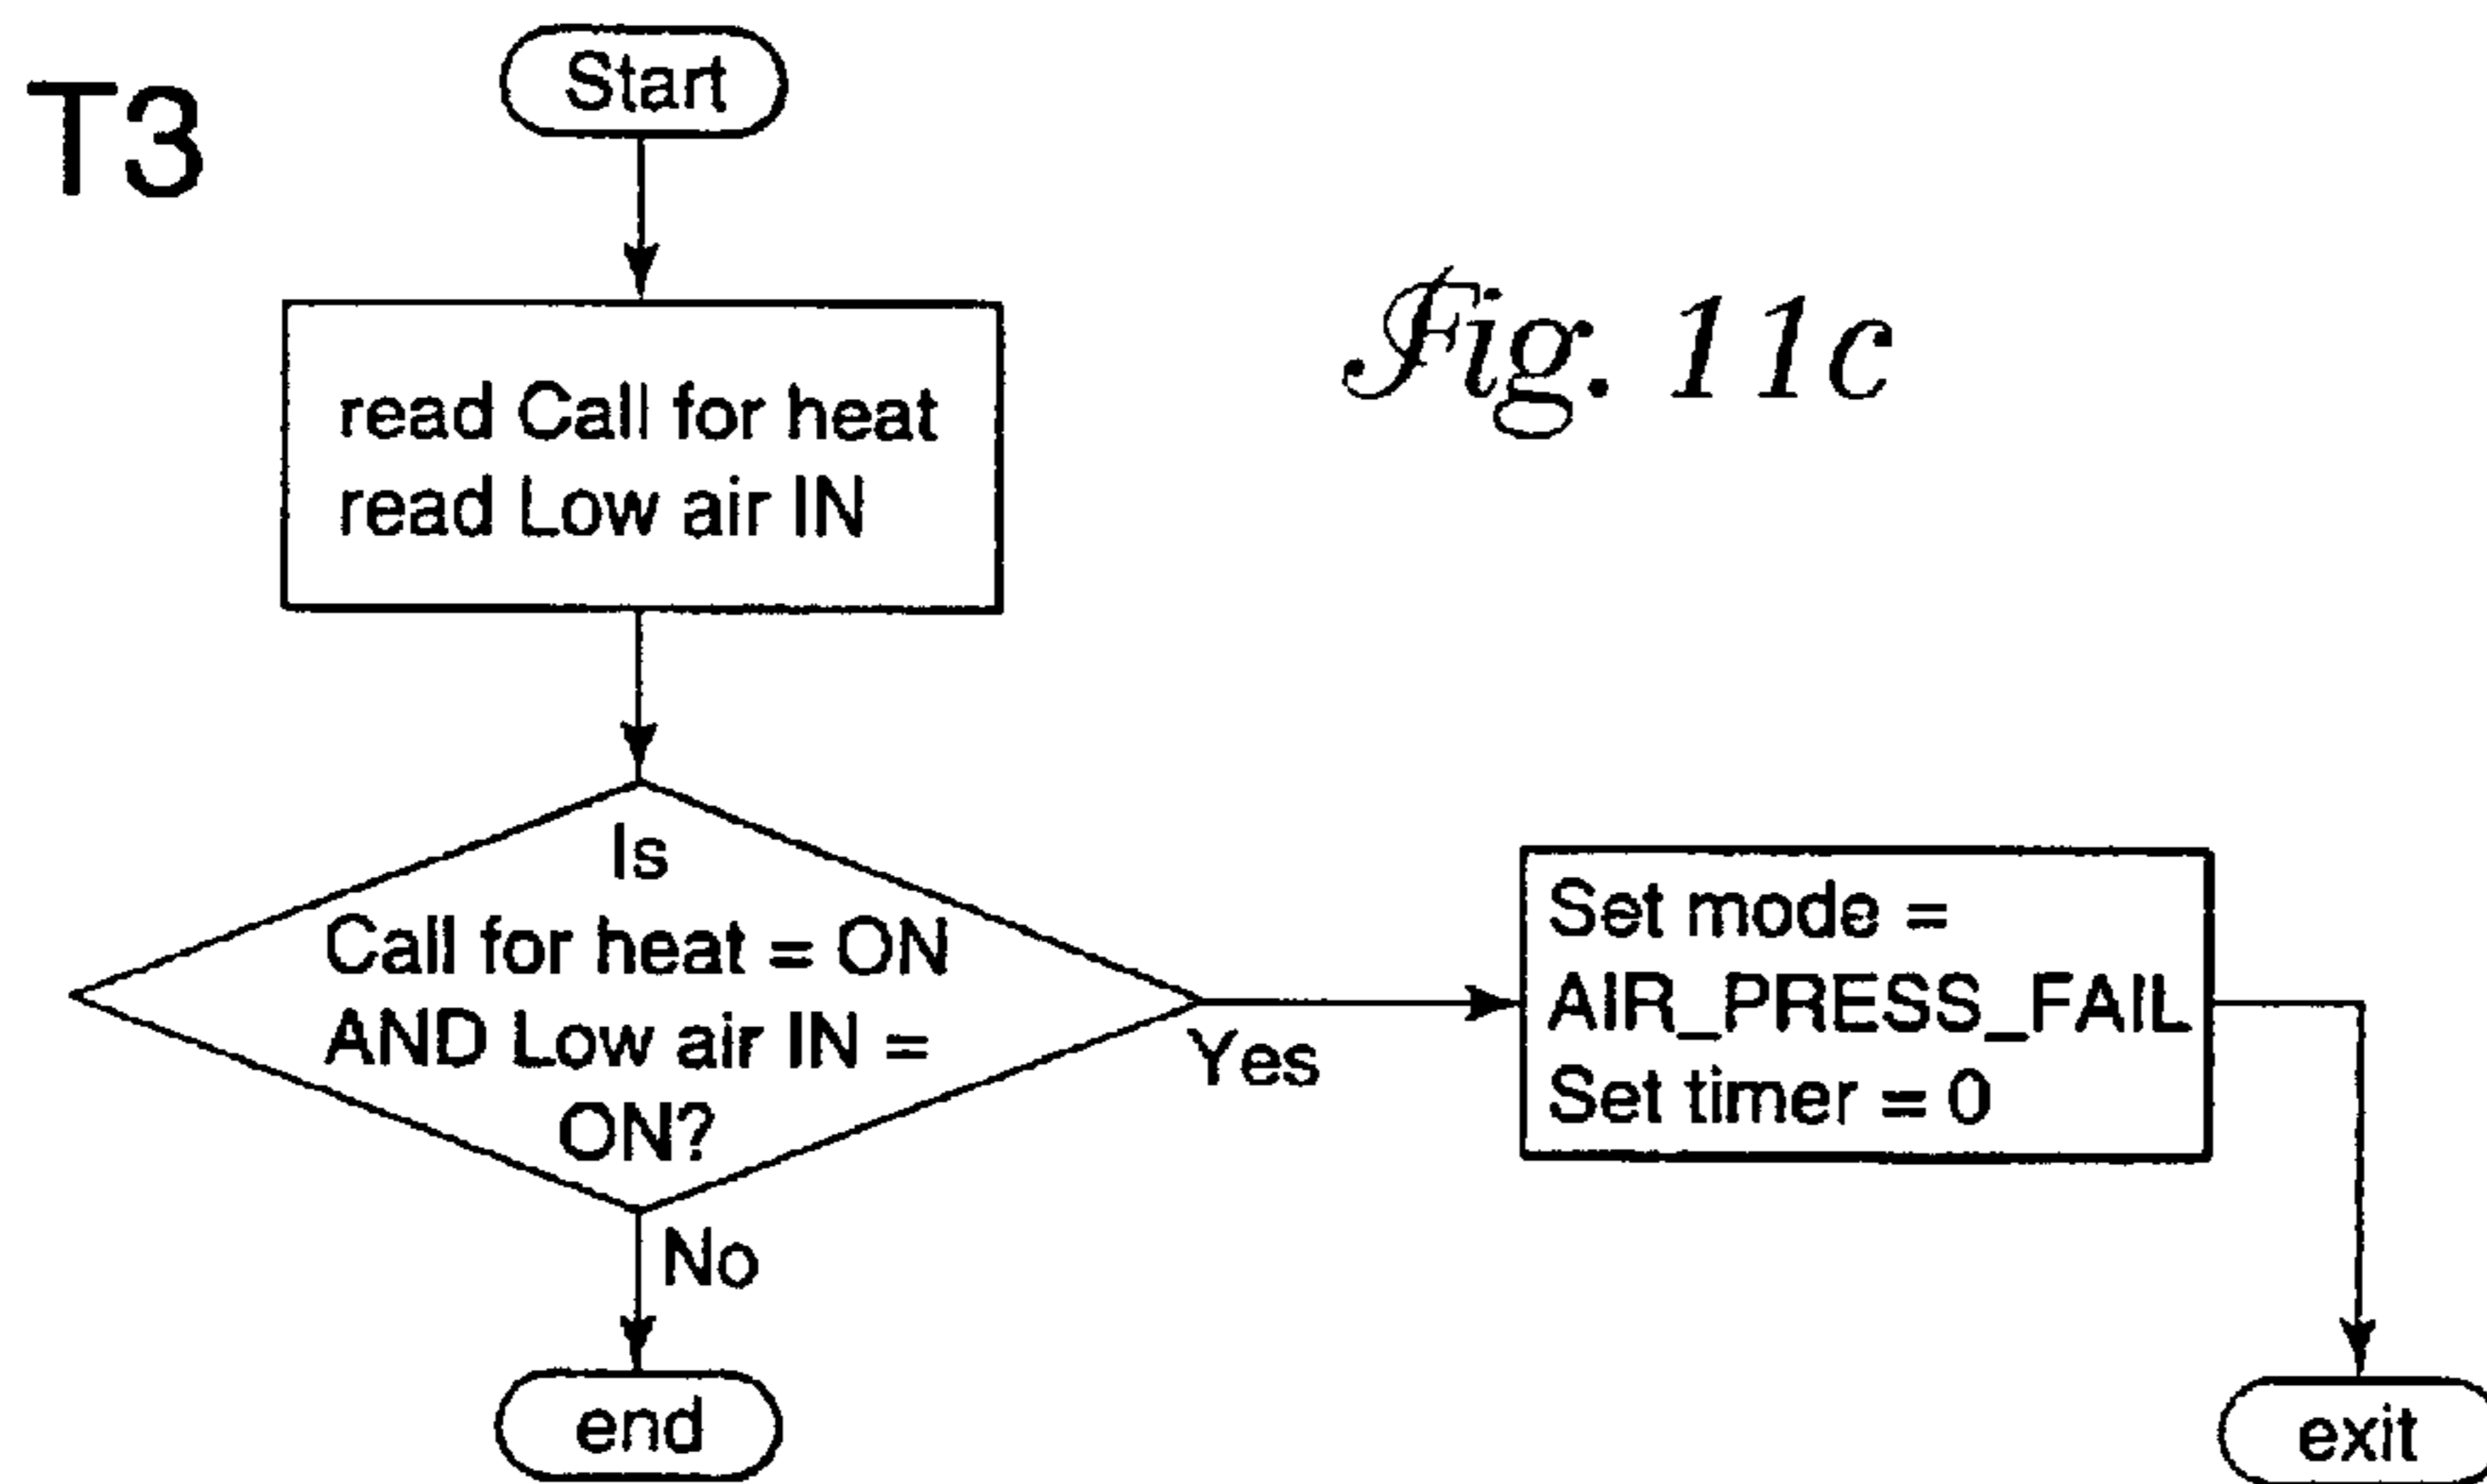 T3
Start
Fig. 11c
read Call for heat
read Low air IN
Is
Call for heat = ON
AND Low air IN =
ON?
Yes
Set mode =
AIR_PRESS_FAIL
Set timer = 0
No
end
exit